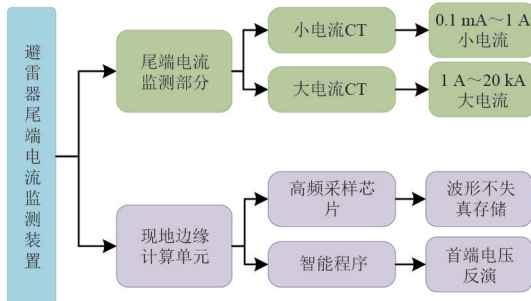 避雷器尾端电流监测装置
尾端电流
监测部分
小电流CT
0.1 mA～1 A
小电流
大电流CT
1 A～20 kA
大电流
现地边缘
计算单元
高频采样芯
片
波形不失
真存储
智能程序
首端电压
反演